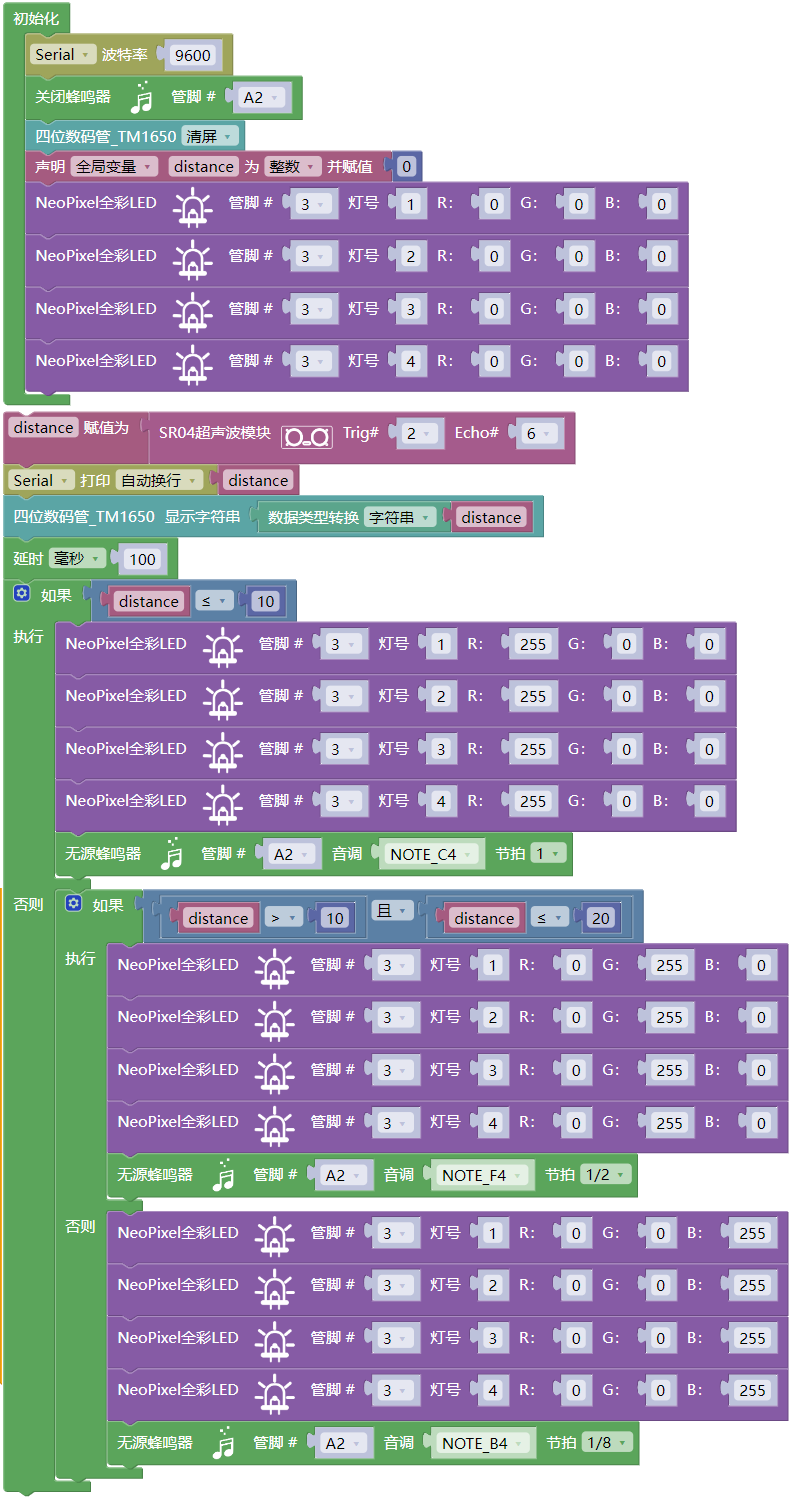 初始化
Serial 波特率 9600
关闭蜂鸣器 管脚 # A2
四位数码管_TM1650 清屏
声明 全局变量 distance 为 整数 并赋值 0
NeoPixel全彩LED 管脚 # 3 灯号 1 R: 0 G: 0 B: 0
NeoPixel全彩LED 管脚 # 3 灯号 2 R: 0 G: 0 B: 0
NeoPixel全彩LED 管脚 # 3 灯号 3 R: 0 G: 0 B: 0
NeoPixel全彩LED 管脚 # 3 灯号 4 R: 0 G: 0 B: 0
distance 赋值为 SR04超声波模块 Trig# 2 Echo# 6
Serial 打印 自动换行 distance
四位数码管_TM1650 显示字符串 数据类型转换 字符串 distance
延时 毫秒 100
如果 distance ≤ 10
执行 NeoPixel全彩LED 管脚 # 3 灯号 1 R: 255 G: 0 B: 0
NeoPixel全彩LED 管脚 # 3 灯号 2 R: 255 G: 0 B: 0
NeoPixel全彩LED 管脚 # 3 灯号 3 R: 255 G: 0 B: 0
NeoPixel全彩LED 管脚 # 3 灯号 4 R: 255 G: 0 B: 0
无源蜂鸣器 管脚 # A2 音调 NOTE_C4 节拍 1
否则 如果 distance > 10 且 distance ≤ 20
执行 NeoPixel全彩LED 管脚 # 3 灯号 1 R: 0 G: 255 B: 0
NeoPixel全彩LED 管脚 # 3 灯号 2 R: 0 G: 255 B: 0
NeoPixel全彩LED 管脚 # 3 灯号 3 R: 0 G: 255 B: 0
NeoPixel全彩LED 管脚 # 3 灯号 4 R: 0 G: 255 B: 0
无源蜂鸣器 管脚 # A2 音调 NOTE_F4 节拍 1/2
否则 NeoPixel全彩LED 管脚 # 3 灯号 1 R: 0 G: 0 B: 255
NeoPixel全彩LED 管脚 # 3 灯号 2 R: 0 G: 0 B: 255
NeoPixel全彩LED 管脚 # 3 灯号 3 R: 0 G: 0 B: 255
NeoPixel全彩LED 管脚 # 3 灯号 4 R: 0 G: 0 B: 255
无源蜂鸣器 管脚 # A2 音调 NOTE_B4 节拍 1/8